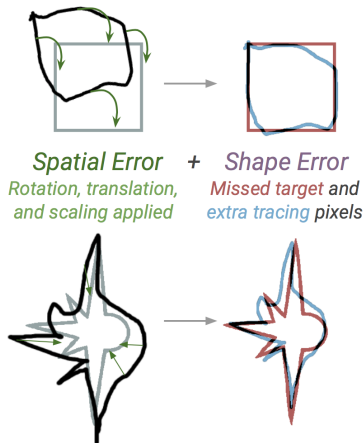 Spatial Error + Shape Error
Rotation, translation, Missed target and
and scaling applied extra tracing pixels